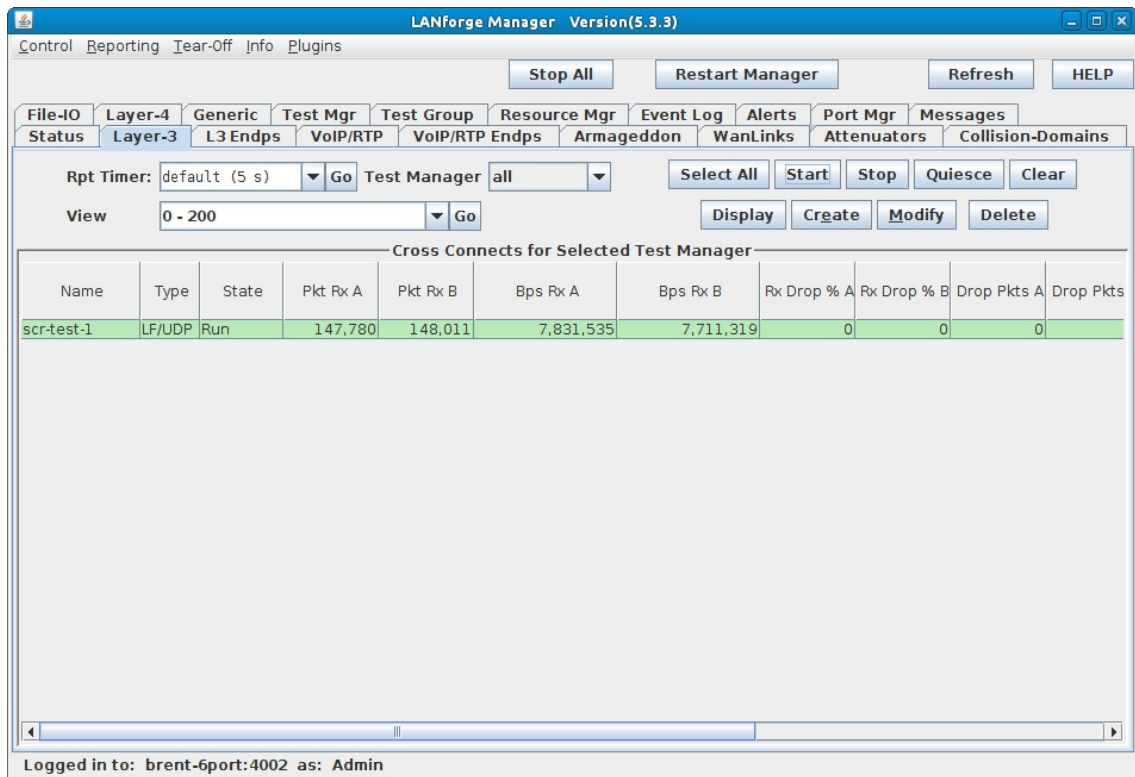 LANforge Manager Version(5.3.3)
Control Reporting Tear-Off Info Plugins
Stop All Restart Manager Refresh HELP
File-IO Layer-4 Generic Test Mgr Test Group Resource Mgr Event Log Alerts Port Mgr Messages
Status Layer-3 L3 Endps VoIP/RTP VoIP/RTP Endps Armageddon WanLinks Attenuators Collision-Domains
Rpt Timer: default (5 s) Go Test Manager all Select All Start Stop Quiesce Clear
View 0 - 200 Go Display Create Modify Delete
Cross Connects for Selected Test Manager
Name Type State Pkt Rx A Pkt Rx B Bps Rx A Bps Rx B Rx Drop % A Rx Drop % B Drop Pkts A Drop Pkts
scr-test-1 LF/UDP Run 147,780 148,011 7,831,535 7,711,319 0 0 0
Logged in to: brent-6port:4002 as: Admin